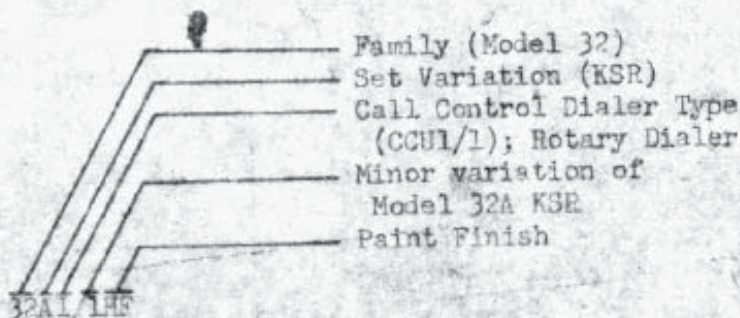 Family (Model 32)
Set Variation (KSR)
Call Control Dialer Type
(CCU1/1); Rotary Dialer
Minor variation of
Model 32A KSR
Paint Finish
32A1/1HF